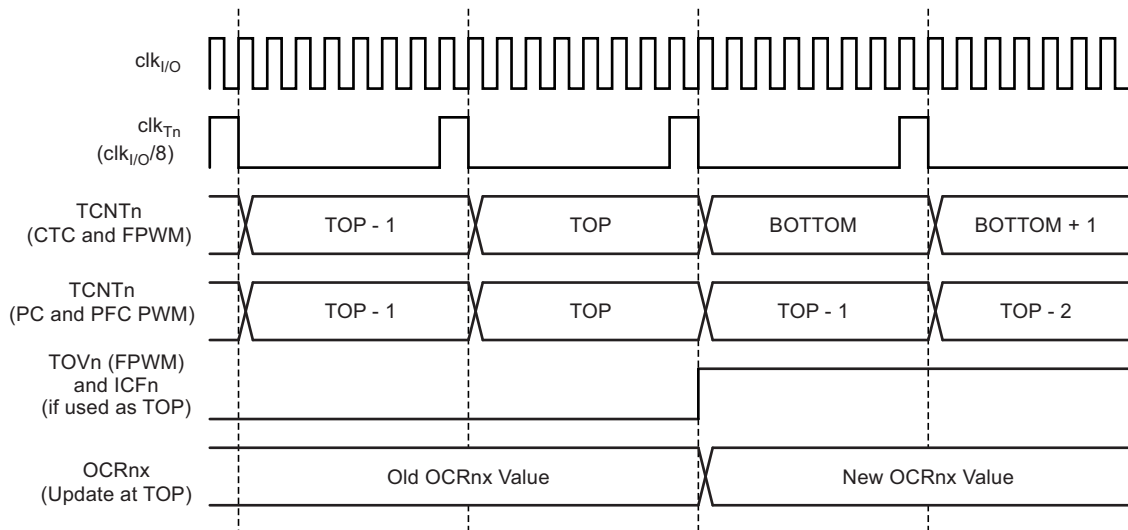 clkI/O
clkTn
(clkI/O/8)
TCNTn
(CTC and FPWM)
TOP - 1
TOP
BOTTOM
BOTTOM + 1
TCNTn
(PC and PFC PWM)
TOP - 1
TOP
TOP - 1
TOP - 2
TOVn (FPWM)
and ICFn
(if used as TOP)
OCRnx
(Update at TOP)
Old OCRnx Value
New OCRnx Value